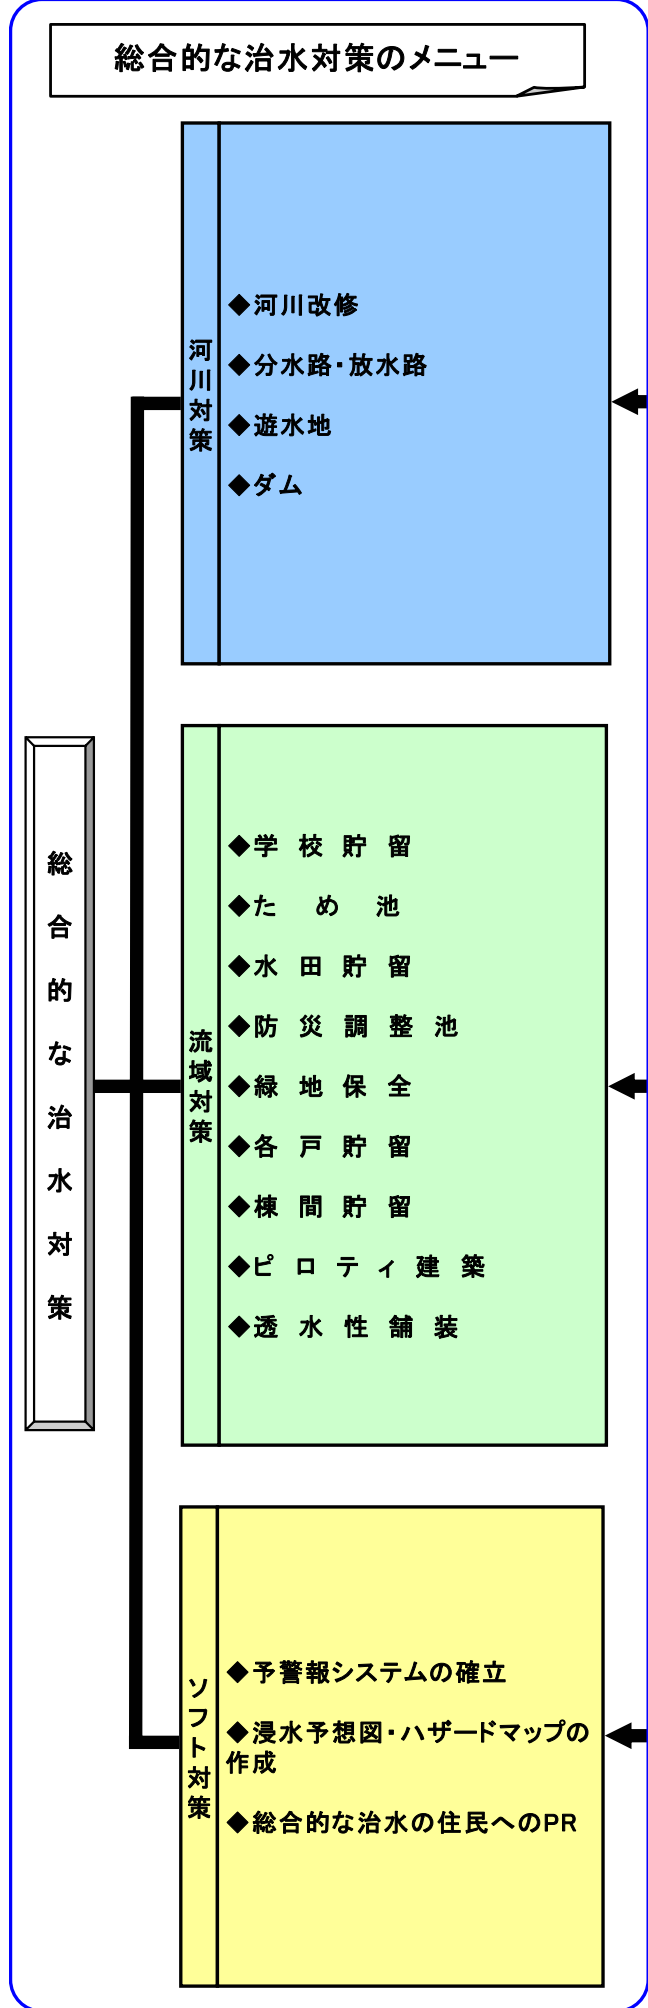 総合的な治水対策のメニュー
総合的な治水対策
河川対策
◆河川改修
◆分水路・放水路
◆遊水地
◆ダム
流域対策
◆学校貯留
◆ため池
◆水田貯留
◆防災調整池
◆緑地保全
◆各戸貯留
◆棟間貯留
◆ピロティ建築
◆透水性舗装
ソフト対策
◆予警報システムの確立
◆浸水予想図・ハザードマップの
作成
◆総合的な治水の住民へのPR